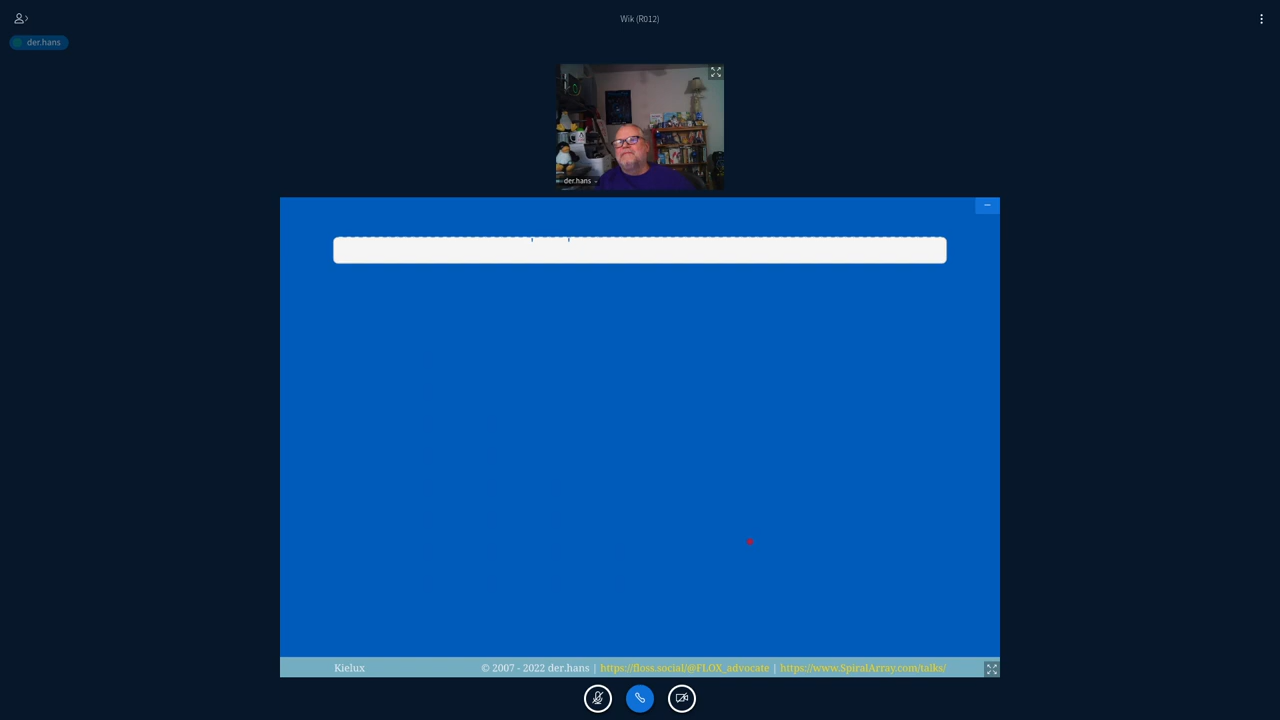 Wik (R012)
der.hans
der.hans
Kielux
© 2007 - 2022 der.hans | https://floss.social/@FLOX_advocate | https://www.SpiralArray.com/talks/